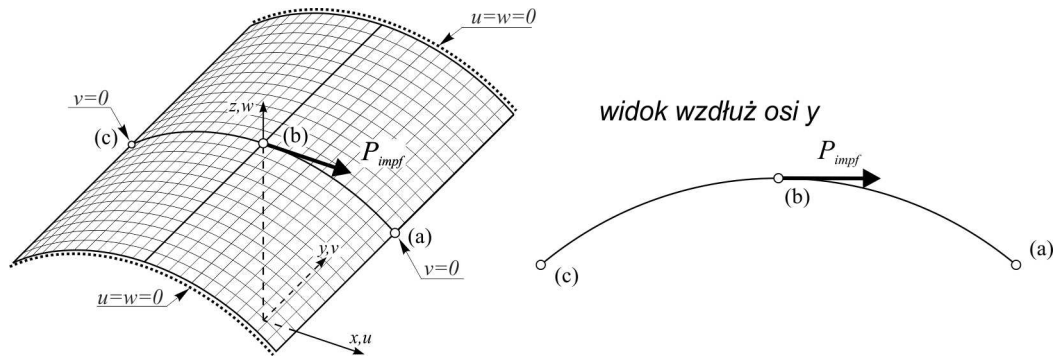 u=w=0
v=0
(c)
z,w
(b)
P_impf
(a)
y,v
v=0
u=w=0
x,u
widok wzdłuż osi y
P_impf
(b)
(c)
(a)